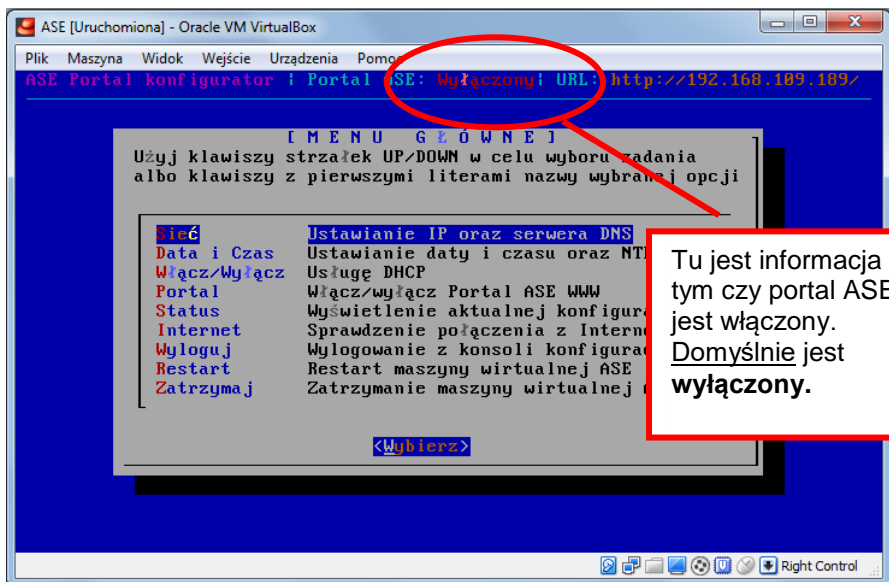 ASE [Uruchomiona] - Oracle VM VirtualBox
Plik Maszyna Widok Wejście Urządzenia Pomoc
ASE Portal konfigurator | Portal ASE: Wyłączony| URL: http://192.168.109.189/
[ M E N U G Ł Ó W N E ]
Użyj klawiszy strzałek UP/DOWN w celu wyboru zadania
albo klawiszy z pierwszymi literami nazwy wybranej opcji
Sieć Ustawianie IP oraz serwera DNS
Data i Czas Ustawianie daty i czasu oraz NT
Włącz/Wyłącz Usługę DHCP
Portal Włącz/wyłącz Portal ASE WWW
Status Wyświetlenie aktualnej konfigur
Internet Sprawdzenie połączenia z Intern
Wyloguj Wylogowanie z konsoli konfigura
Restart Restart maszyny wirtualnej ASE
Zatrzymaj Zatrzymanie maszyny wirtualnej
<Wybierz>
Tu jest informacja
tym czy portal ASE
jest włączony.
Domyślnie jest
wyłączony.
Right Control